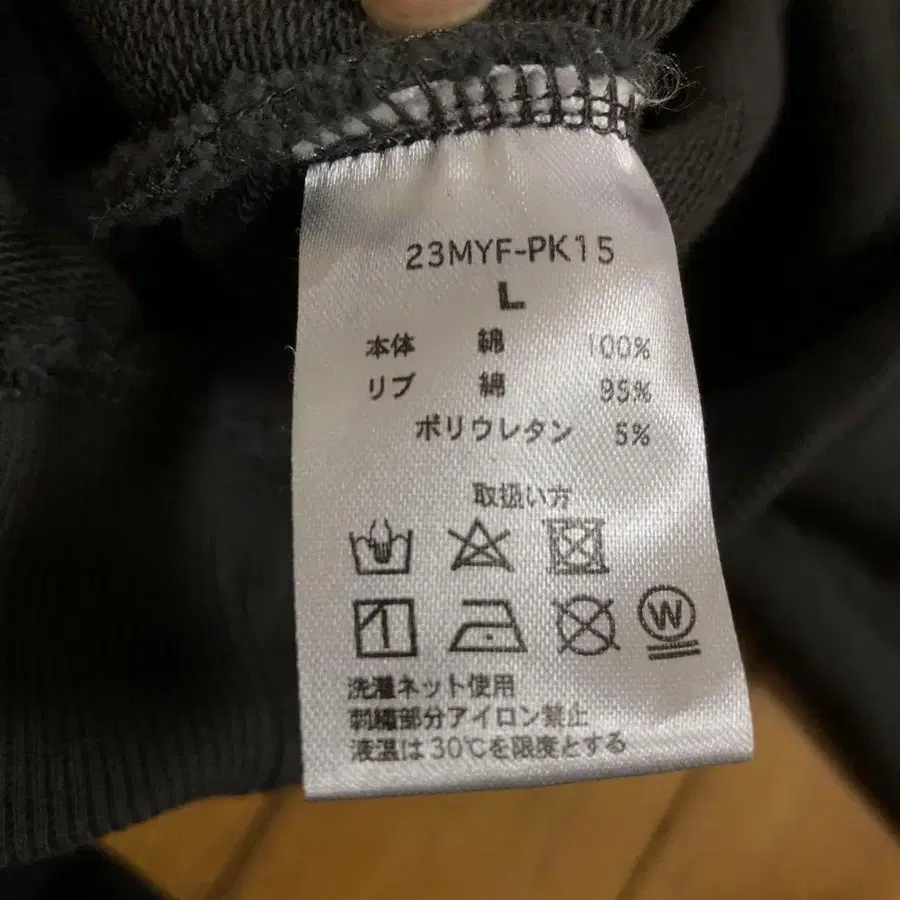 23MYF-PK15
L
本体 綿 100%
リブ 綿 95%
ポリウレタン 5%
取扱い方
W
洗濯ネット使用
刺繍部分アイロン禁止
液温は30℃を限度とする